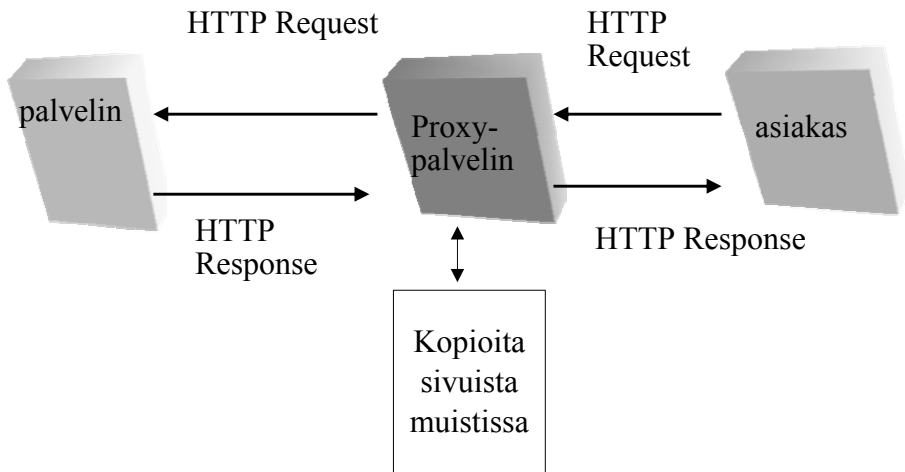 HTTP Request
HTTP
Request
palvelin
Proxy-
palvelin
asiakas
HTTP
Response
HTTP Response
Kopioita
sivuista
muistissa